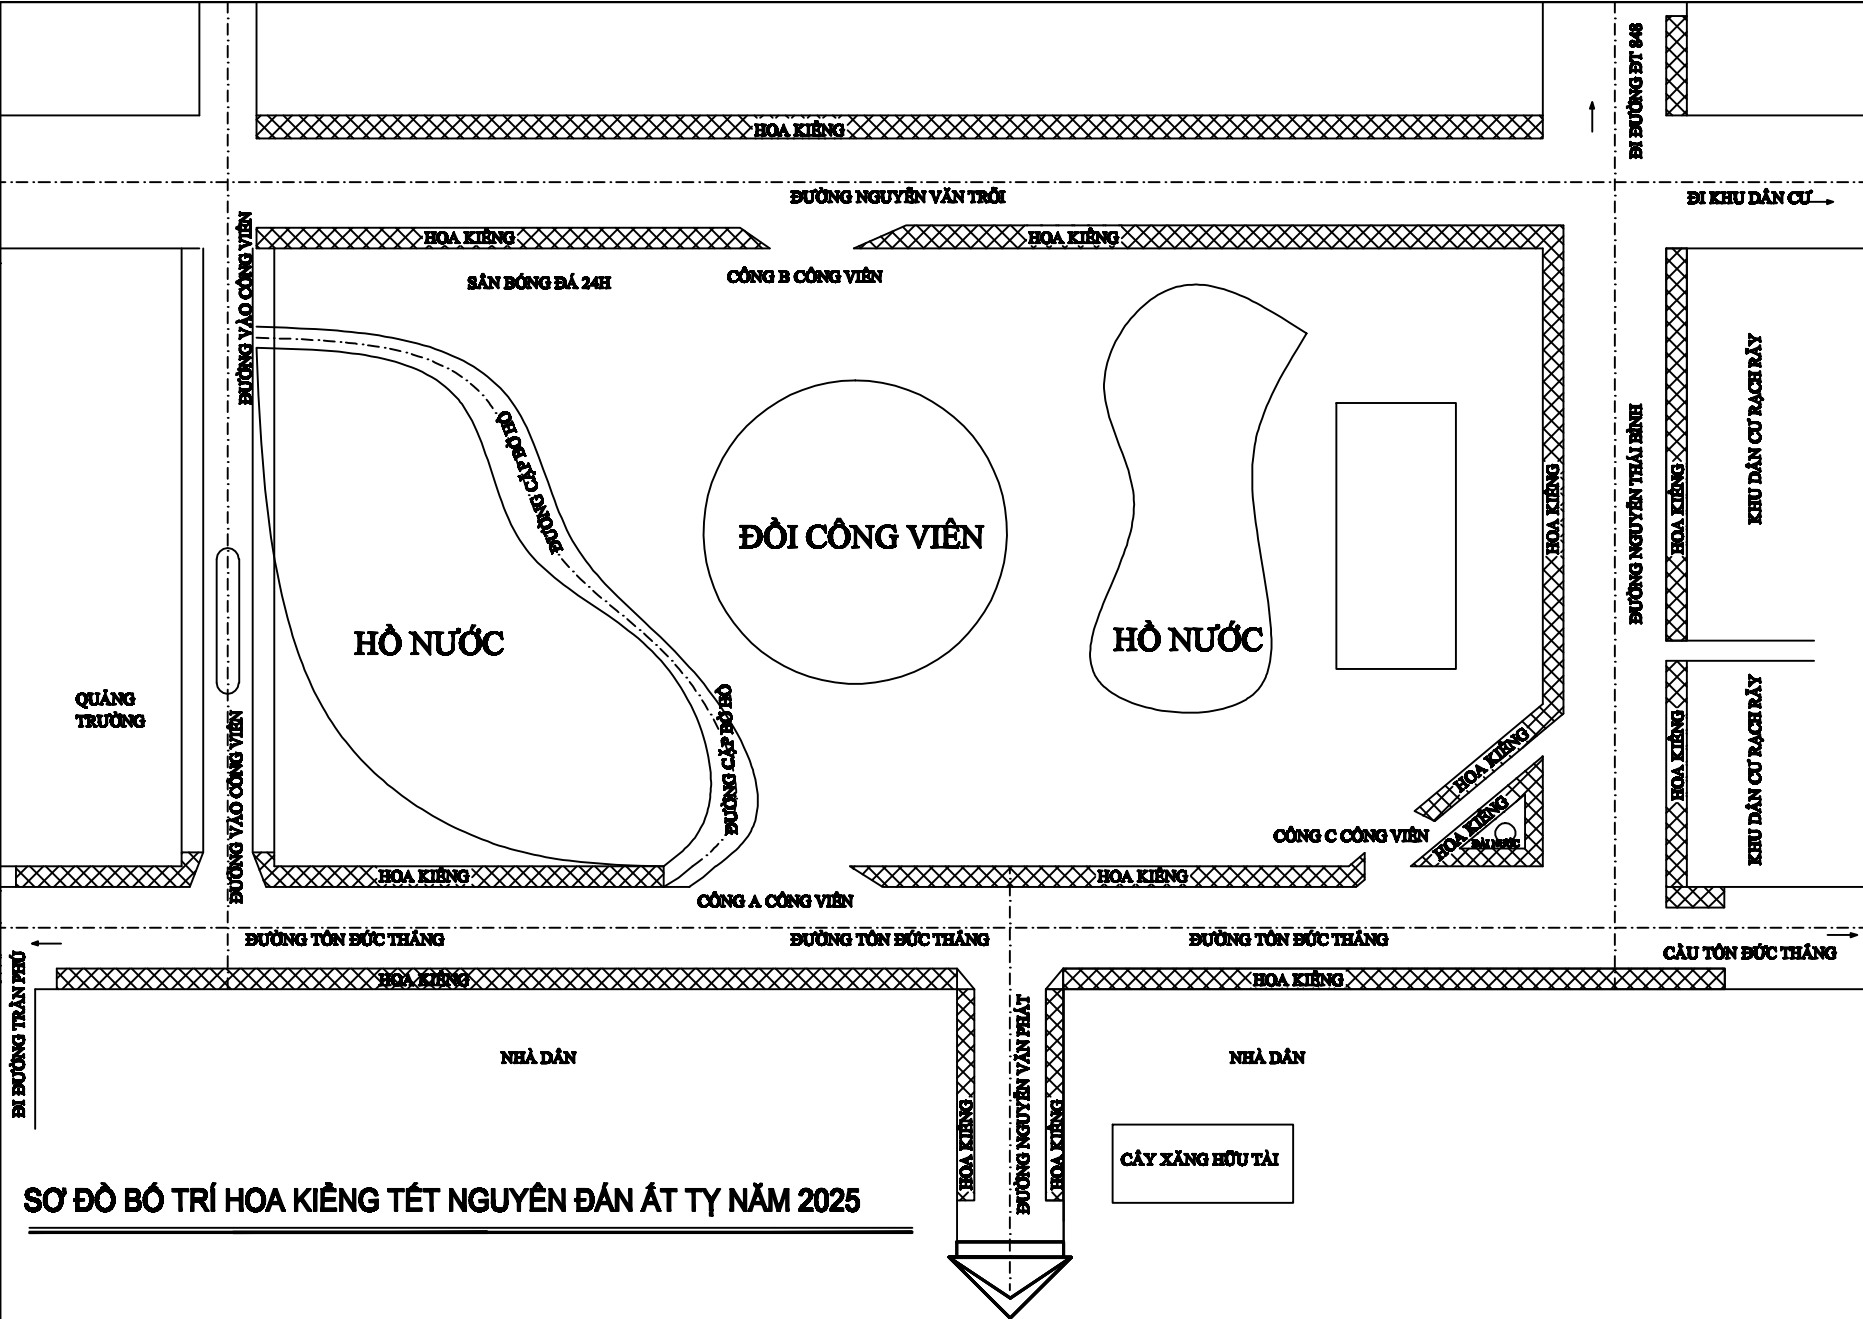 ĐI ĐƯỜNG ĐT 848
HOA KIỂNG
ĐƯỜNG NGUYỄN VĂN TRỖI
ĐI KHU DÂN CƯ
ĐƯỜNG VÀO CÔNG VIÊN
HOA KIỂNG
HOA KIỂNG
SÂN BÓNG ĐÁ 24H
CỔNG B CÔNG VIÊN
KHU DÂN CƯ RẠCH RẪY
ĐƯỜNG CẶP BỜ HỒ
ĐƯỜNG NGUYỄN THÁI BÌNH
HOA KIỂNG
HOA KIỂNG
ĐỒI CÔNG VIÊN
HỒ NƯỚC
HỒ NƯỚC
QUẢNG
TRƯỜNG
ĐƯỜNG VÀO CÔNG VIÊN
ĐƯỜNG CẶP BỜ HỒ
HOA KIỂNG
HOA KIỂNG
KHU DÂN CƯ RẠCH RẪY
HOA KIỂNG
CỔNG C CÔNG VIÊN
HOA KIỂNG
HOA KIỂNG
CỔNG A CÔNG VIÊN
ĐƯỜNG TÔN ĐỨC THẮNG
ĐƯỜNG TÔN ĐỨC THẮNG
ĐƯỜNG TÔN ĐỨC THẮNG
CẦU TÔN ĐỨC THẮNG
HOA KIỂNG
HOA KIỂNG
ĐI ĐƯỜNG TRẦN PHÚ
NHÀ DÂN
NHÀ DÂN
HOA KIỂNG
ĐƯỜNG NGUYỄN VĂN PHÁT
HOA KIỂNG
CÂY XĂNG HỮU TÀI
SƠ ĐỒ BỐ TRÍ HOA KIỂNG TẾT NGUYÊN ĐÁN ẤT TỴ NĂM 2025